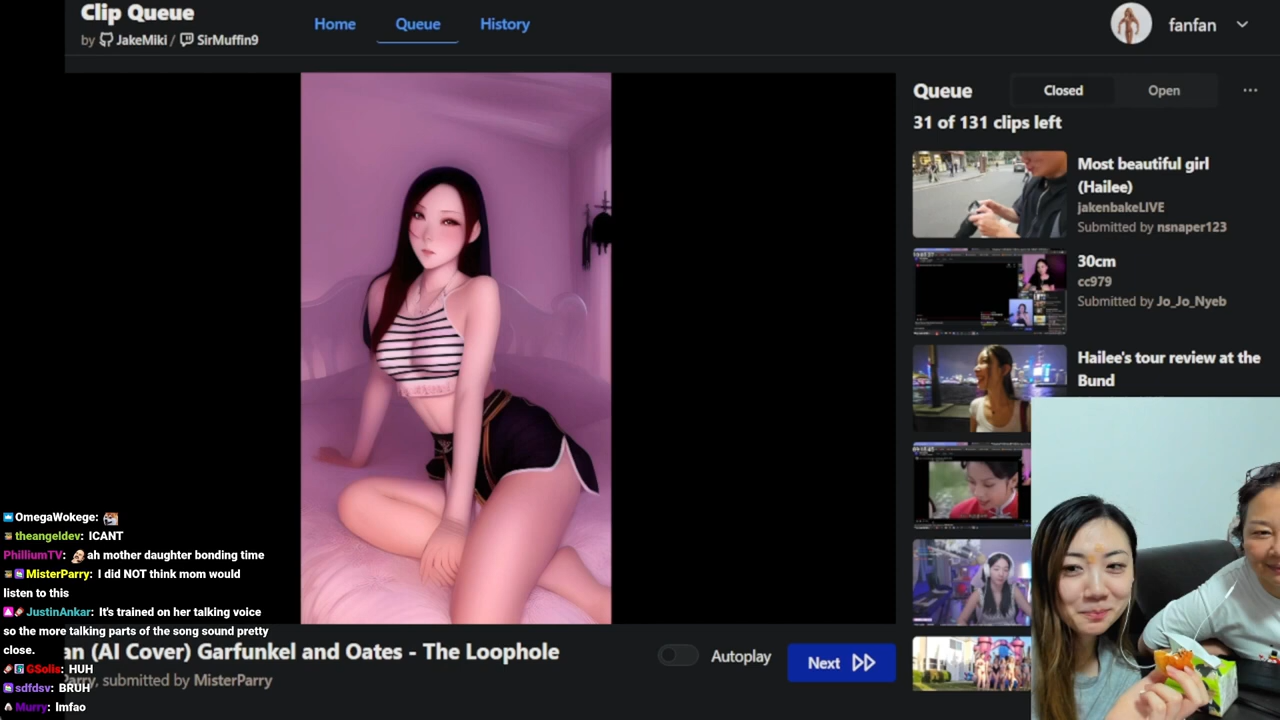 Clip Queue
by JakeMiki / SirMuffin9
Home
Queue
History
fanfan
Queue
Closed
Open
31 of 131 clips left
Most beautiful girl
(Hailee)
jakenbakeLIVE
Submitted by nsnaper123
30cm
cc979
Submitted by Jo_Jo_Nyeb
Hailee's tour review at the
Bund
OmegaWokege:
theangeldev: ICANT
PhilliumTV: ah mother daughter bonding time
MisterParry: I did NOT think mom would
listen to this
JustinAnkar: It's trained on her talking voice
so the more talking parts of the song sound pretty
close.
GSolis: HUH
sdfdsv: BRUH
Murry: lmfao
an (AI Cover) Garfunkel and Oates - The Loophole
Parry, submitted by MisterParry
Autoplay
Next